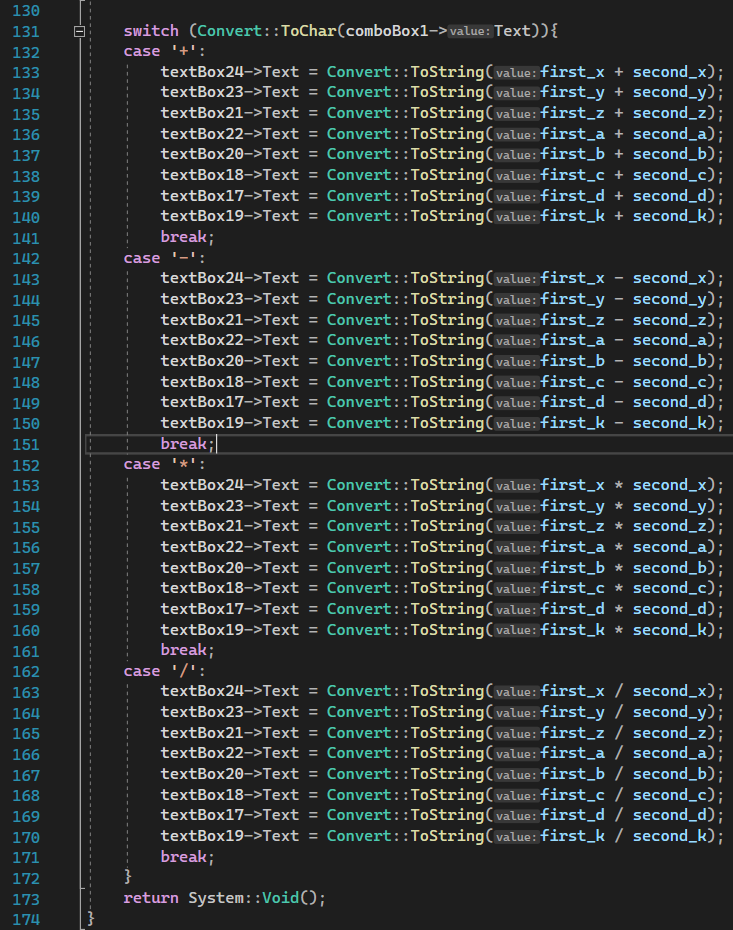 130
131 switch (Convert::ToChar(comboBox1->value:Text)){
132 case '+':
133 textBox24->Text = Convert::ToString(value:first_x + second_x);
134 textBox23->Text = Convert::ToString(value:first_y + second_y);
135 textBox21->Text = Convert::ToString(value:first_z + second_z);
136 textBox22->Text = Convert::ToString(value:first_a + second_a);
137 textBox20->Text = Convert::ToString(value:first_b + second_b);
138 textBox18->Text = Convert::ToString(value:first_c + second_c);
139 textBox17->Text = Convert::ToString(value:first_d + second_d);
140 textBox19->Text = Convert::ToString(value:first_k + second_k);
141 break;
142 case '-':
143 textBox24->Text = Convert::ToString(value:first_x - second_x);
144 textBox23->Text = Convert::ToString(value:first_y - second_y);
145 textBox21->Text = Convert::ToString(value:first_z - second_z);
146 textBox22->Text = Convert::ToString(value:first_a - second_a);
147 textBox20->Text = Convert::ToString(value:first_b - second_b);
148 textBox18->Text = Convert::ToString(value:first_c - second_c);
149 textBox17->Text = Convert::ToString(value:first_d - second_d);
150 textBox19->Text = Convert::ToString(value:first_k - second_k);
151 break;
152 case '*':
153 textBox24->Text = Convert::ToString(value:first_x * second_x);
154 textBox23->Text = Convert::ToString(value:first_y * second_y);
155 textBox21->Text = Convert::ToString(value:first_z * second_z);
156 textBox22->Text = Convert::ToString(value:first_a * second_a);
157 textBox20->Text = Convert::ToString(value:first_b * second_b);
158 textBox18->Text = Convert::ToString(value:first_c * second_c);
159 textBox17->Text = Convert::ToString(value:first_d * second_d);
160 textBox19->Text = Convert::ToString(value:first_k * second_k);
161 break;
162 case '/':
163 textBox24->Text = Convert::ToString(value:first_x / second_x);
164 textBox23->Text = Convert::ToString(value:first_y / second_y);
165 textBox21->Text = Convert::ToString(value:first_z / second_z);
166 textBox22->Text = Convert::ToString(value:first_a / second_a);
167 textBox20->Text = Convert::ToString(value:first_b / second_b);
168 textBox18->Text = Convert::ToString(value:first_c / second_c);
169 textBox17->Text = Convert::ToString(value:first_d / second_d);
170 textBox19->Text = Convert::ToString(value:first_k / second_k);
171 break;
172 }
173 return System::Void();
174 }